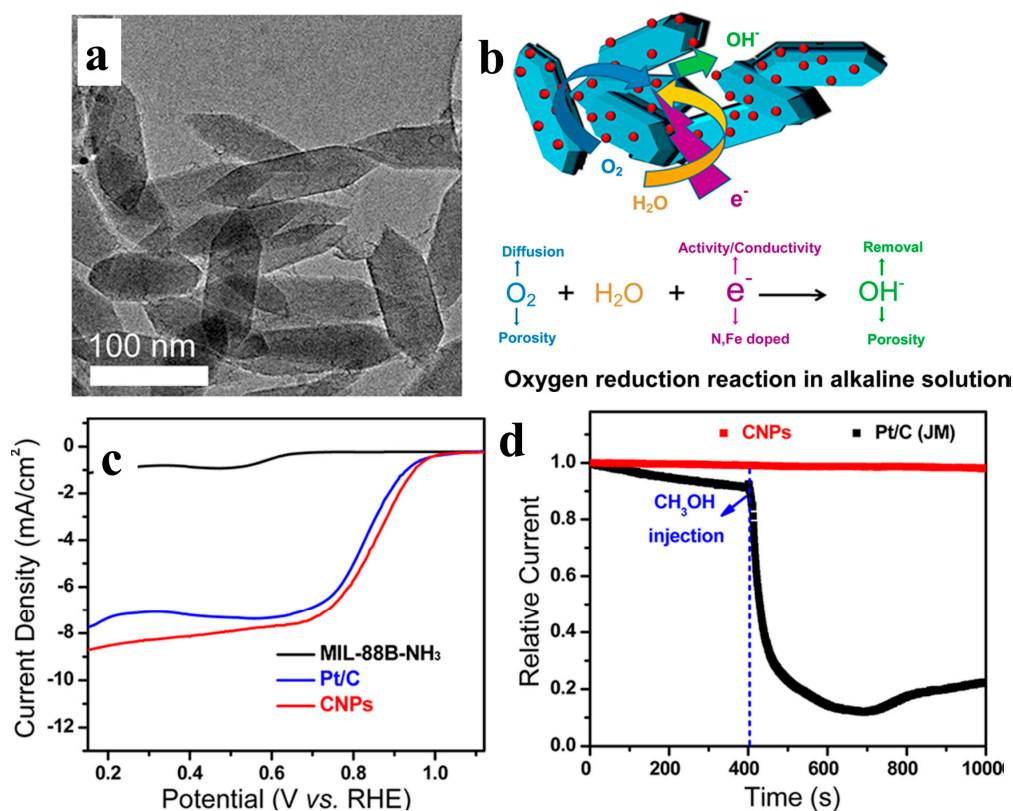 a
100 nm
b
OH⁻
O₂
H₂O
e⁻
Diffusion
Activity/Conductivity
Removal
O₂ + H₂O + e⁻ → OH⁻
Porosity
N,Fe doped
Porosity
Oxygen reduction reaction in alkaline solution
c
Current Density (mA/cm²)
0
-2
-4
-6
-8
-10
-12
MIL-88B-NH₃
Pt/C
CNPs
0.2 0.4 0.6 0.8 1.0
Potential (V vs. RHE)
d
CNPs
Pt/C (JM)
Relative Current
1.0
0.8
0.6
0.4
0.2
0.0
CH₃OH
injection
0 200 400 600 800 1000
Time (s)